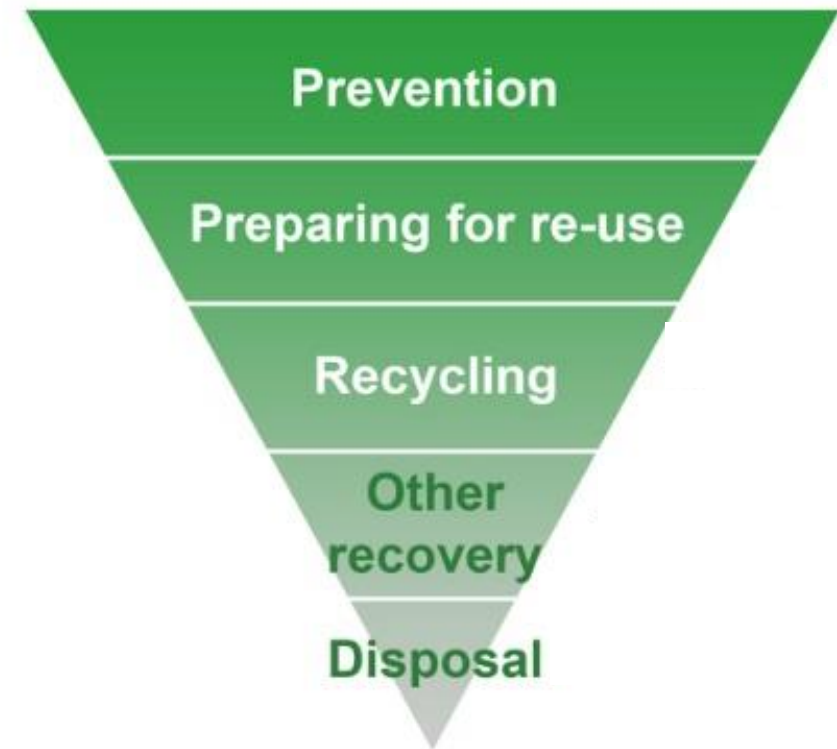 Prevention
Preparing for re-use
Recycling
Other
recovery
Disposal